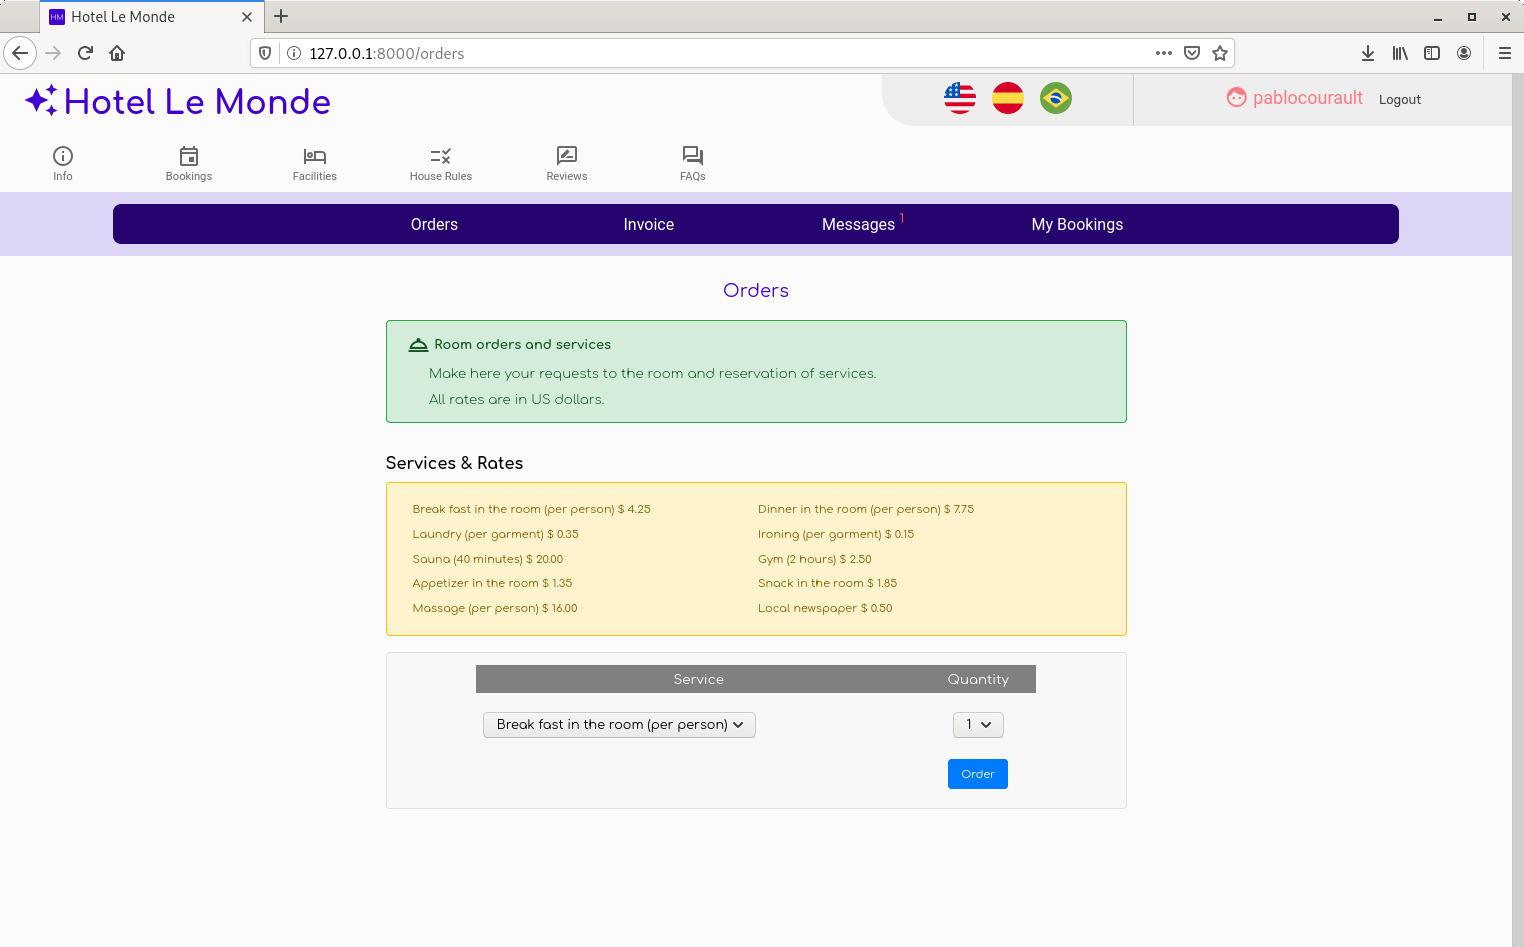 HM Hotel Le Monde
127.0.0.1:8000/orders
Hotel Le Monde
pablocourault Logout
Info Bookings Facilities House Rules Reviews FAQs
Orders Invoice Messages 1 My Bookings
Orders
Room orders and services
Make here your requests to the room and reservation of services.
All rates are in US dollars.
Services & Rates
Break fast in the room (per person) $ 4.25 Dinner in the room (per person) $ 7.75
Laundry (per garment) $ 0.35 Ironing (per garment) $ 0.15
Sauna (40 minutes) $ 20.00 Gym (2 hours) $ 2.50
Appetizer in the room $ 1.35 Snack in the room $ 1.85
Massage (per person) $ 16.00 Local newspaper $ 0.50
Service Quantity
Break fast in the room (per person) 1
Order